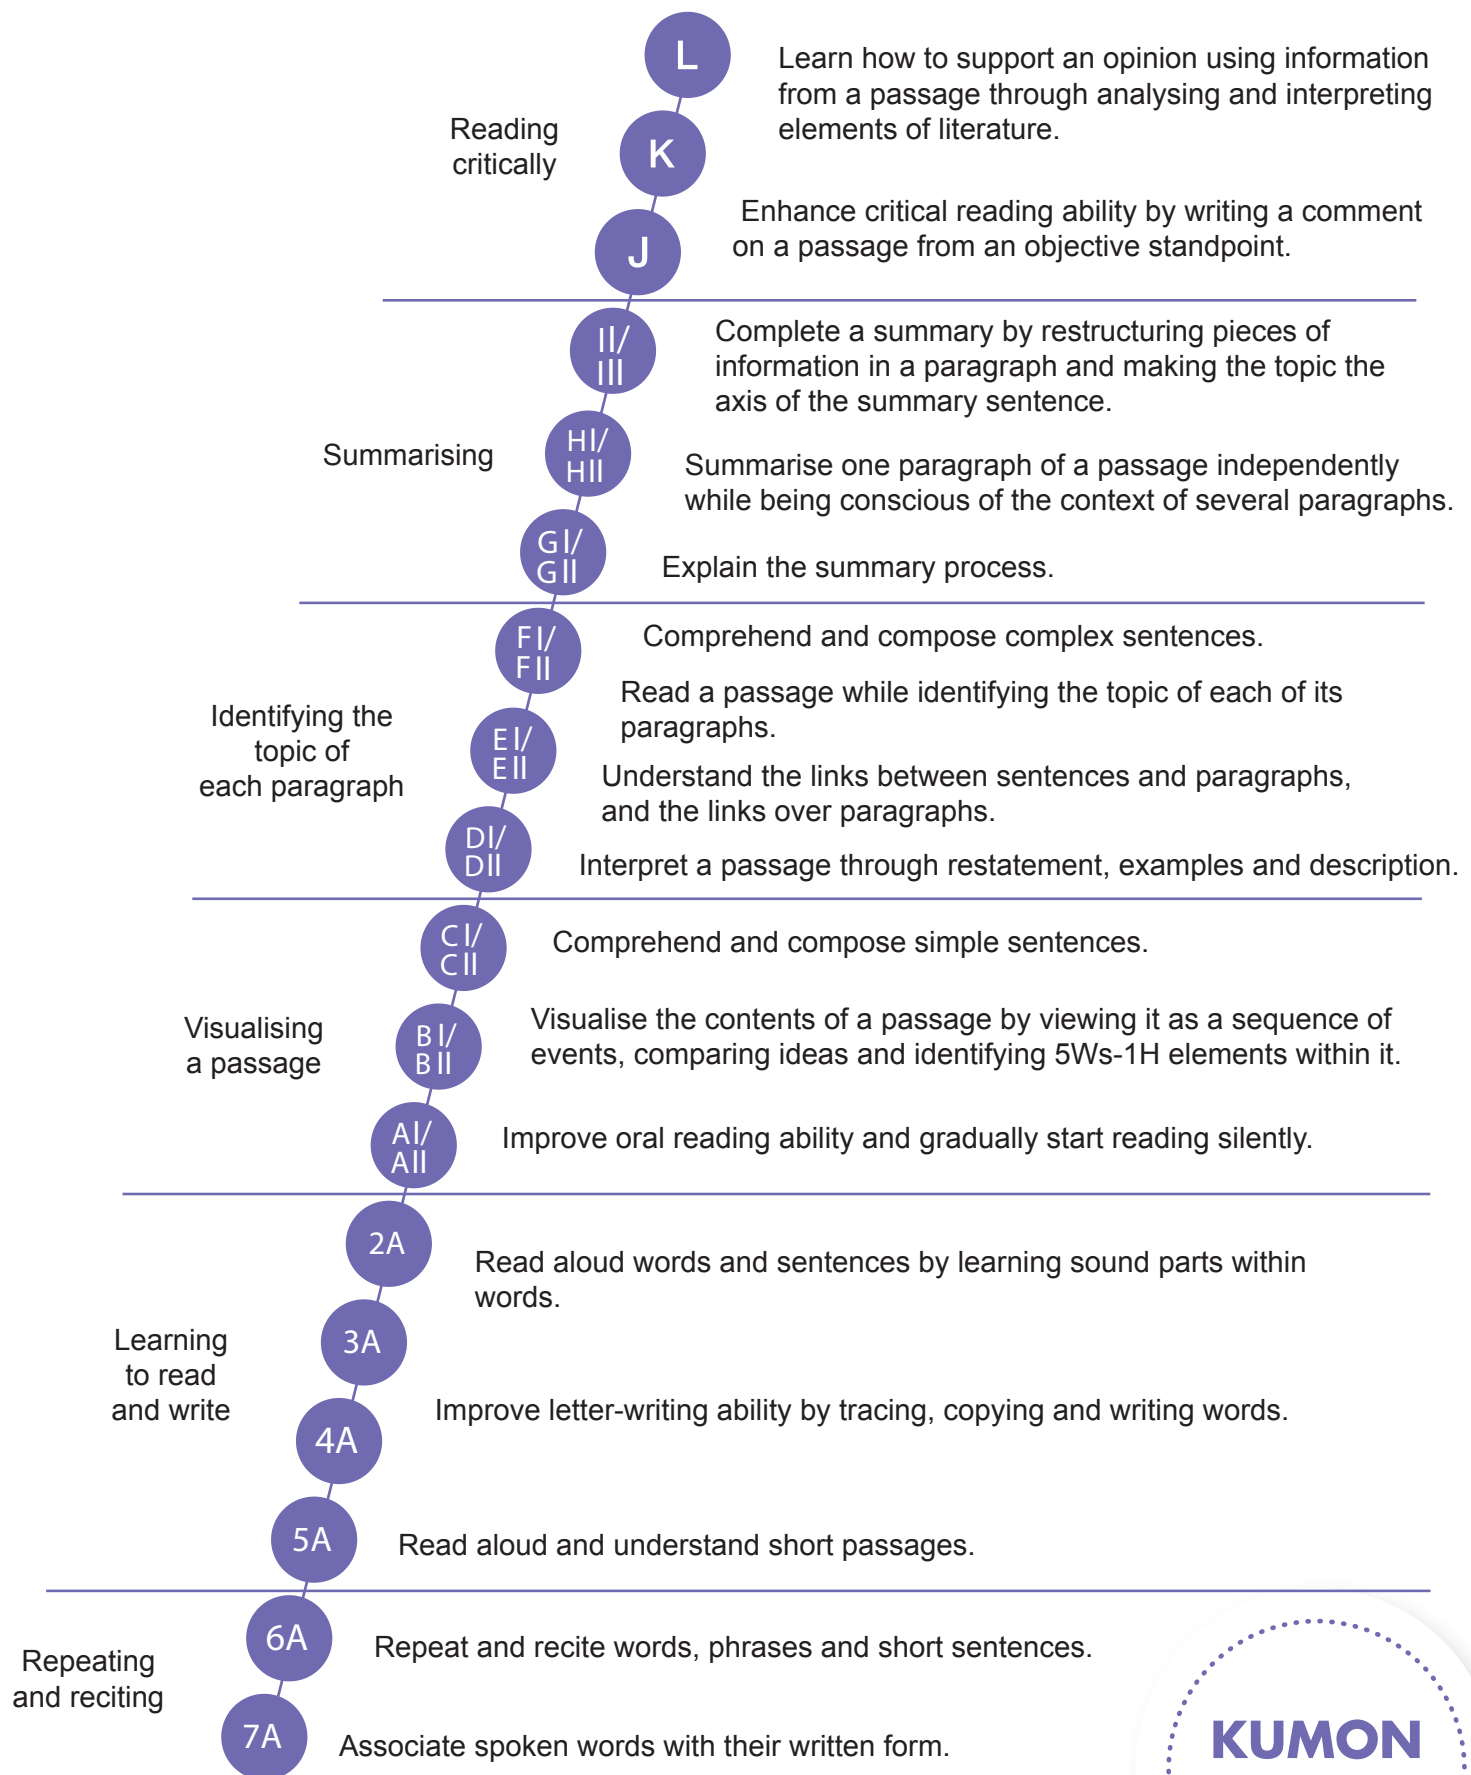 L
Learn how to support an opinion using information
from a passage through analysing and interpreting
elements of literature.
Reading
critically
K
Enhance critical reading ability by writing a comment
on a passage from an objective standpoint.
J
II/
III
Complete a summary by restructuring pieces of
information in a paragraph and making the topic the
axis of the summary sentence.
Summarising
HI/
HII
Summarise one paragraph of a passage independently
while being conscious of the context of several paragraphs.
GI/
GII
Explain the summary process.
FI/
FII
Comprehend and compose complex sentences.
Read a passage while identifying the topic of each of its
paragraphs.
Identifying the
topic of
each paragraph
EI/
EII
Understand the links between sentences and paragraphs,
and the links over paragraphs.
DI/
DII
Interpret a passage through restatement, examples and description.
CI/
CII
Comprehend and compose simple sentences.
Visualising
a passage
BI/
BII
Visualise the contents of a passage by viewing it as a sequence of
events, comparing ideas and identifying 5Ws-1H elements within it.
AI/
AII
Improve oral reading ability and gradually start reading silently.
2A
Read aloud words and sentences by learning sound parts within
words.
Learning
to read
and write
3A
Improve letter-writing ability by tracing, copying and writing words.
4A
5A
Read aloud and understand short passages.
Repeating
and reciting
6A
Repeat and recite words, phrases and short sentences.
7A
Associate spoken words with their written form.
KUMON